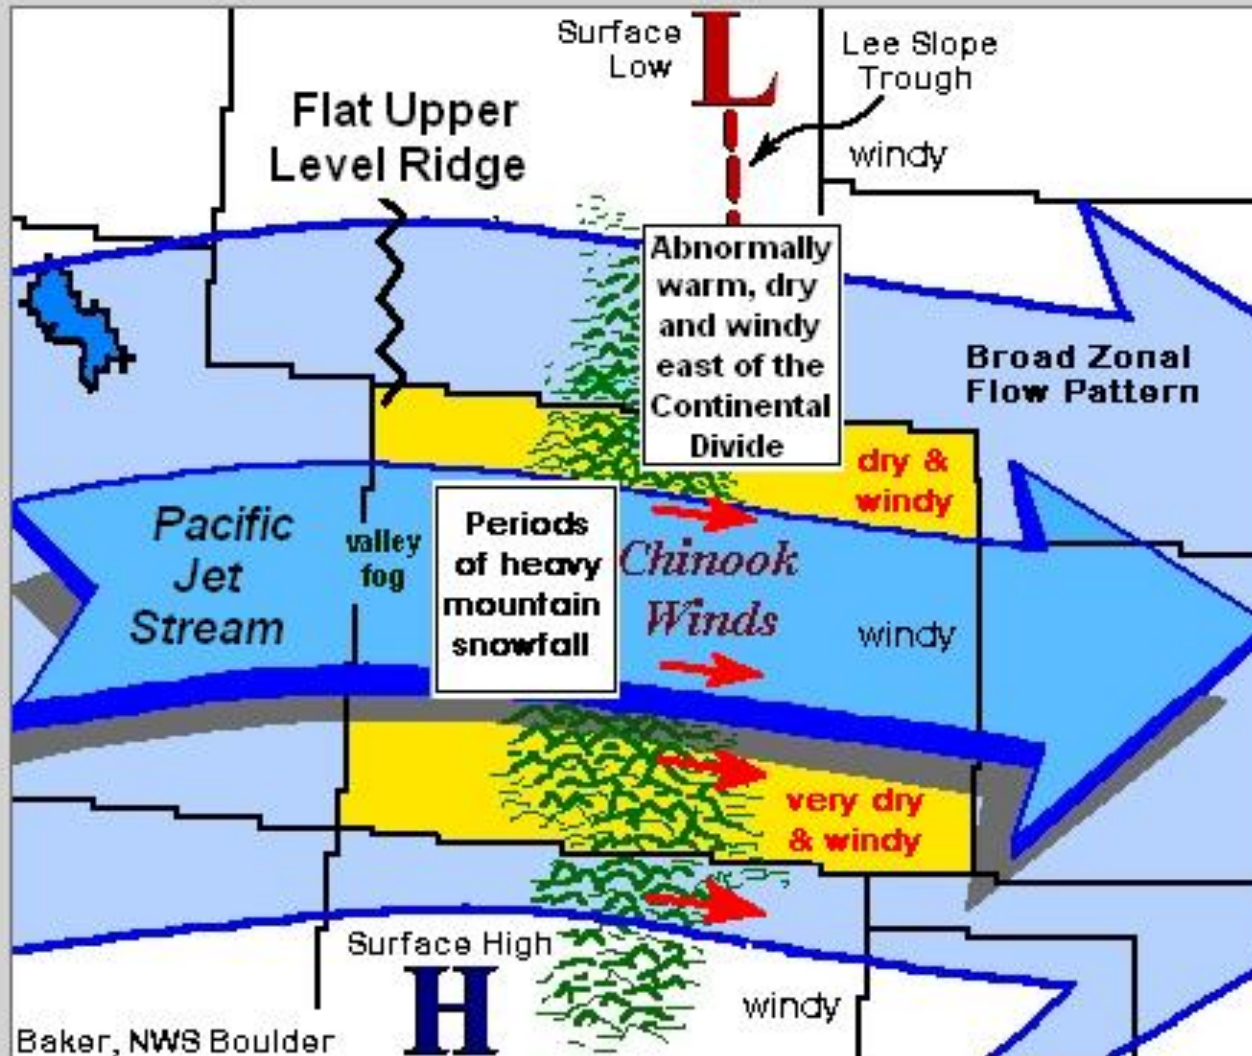 Surface
Low
L
Lee Slope
Trough
windy
Flat Upper
Level Ridge
Abnormally
warm, dry
and windy
east of the
Continental
Divide
Broad Zonal
Flow Pattern
dry &
windy
Pacific
Jet
Stream
valley
fog
Periods
of heavy
mountain
snowfall
Chinook
Winds
windy
very dry
& windy
Surface High
H
windy
Baker, NWS Boulder